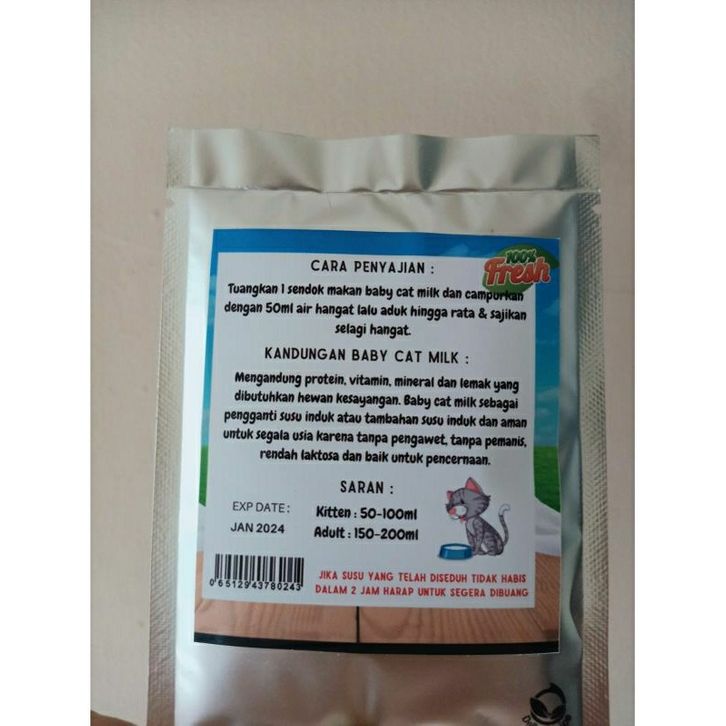 100%
Fresh
CARA PENYAJIAN :
Tuangkan 1 sendok makan baby cat milk dan campurkan
dengan 50ml air hangat lalu aduk hingga rata & sajikan
selagi hangat.
KANDUNGAN BABY CAT MILK :
Mengandung protein, vitamin, mineral dan lemak yang
dibutuhkan hewan kesayangan. Baby cat milk sebagai
pengganti susu induk atau tambahan susu induk dan aman
untuk segala usia karena tanpa pengawet, tanpa pemanis,
rendah laktosa dan baik untuk pencernaan.
SARAN :
EXP DATE :
JAN 2024
Kitten : 50-100ml
Adult : 150-200ml
0 65129 43780243
JIKA SUSU YANG TELAH DISEDUH TIDAK HABIS
DALAM 2 JAM HARAP UNTUK SEGERA DIBUANG